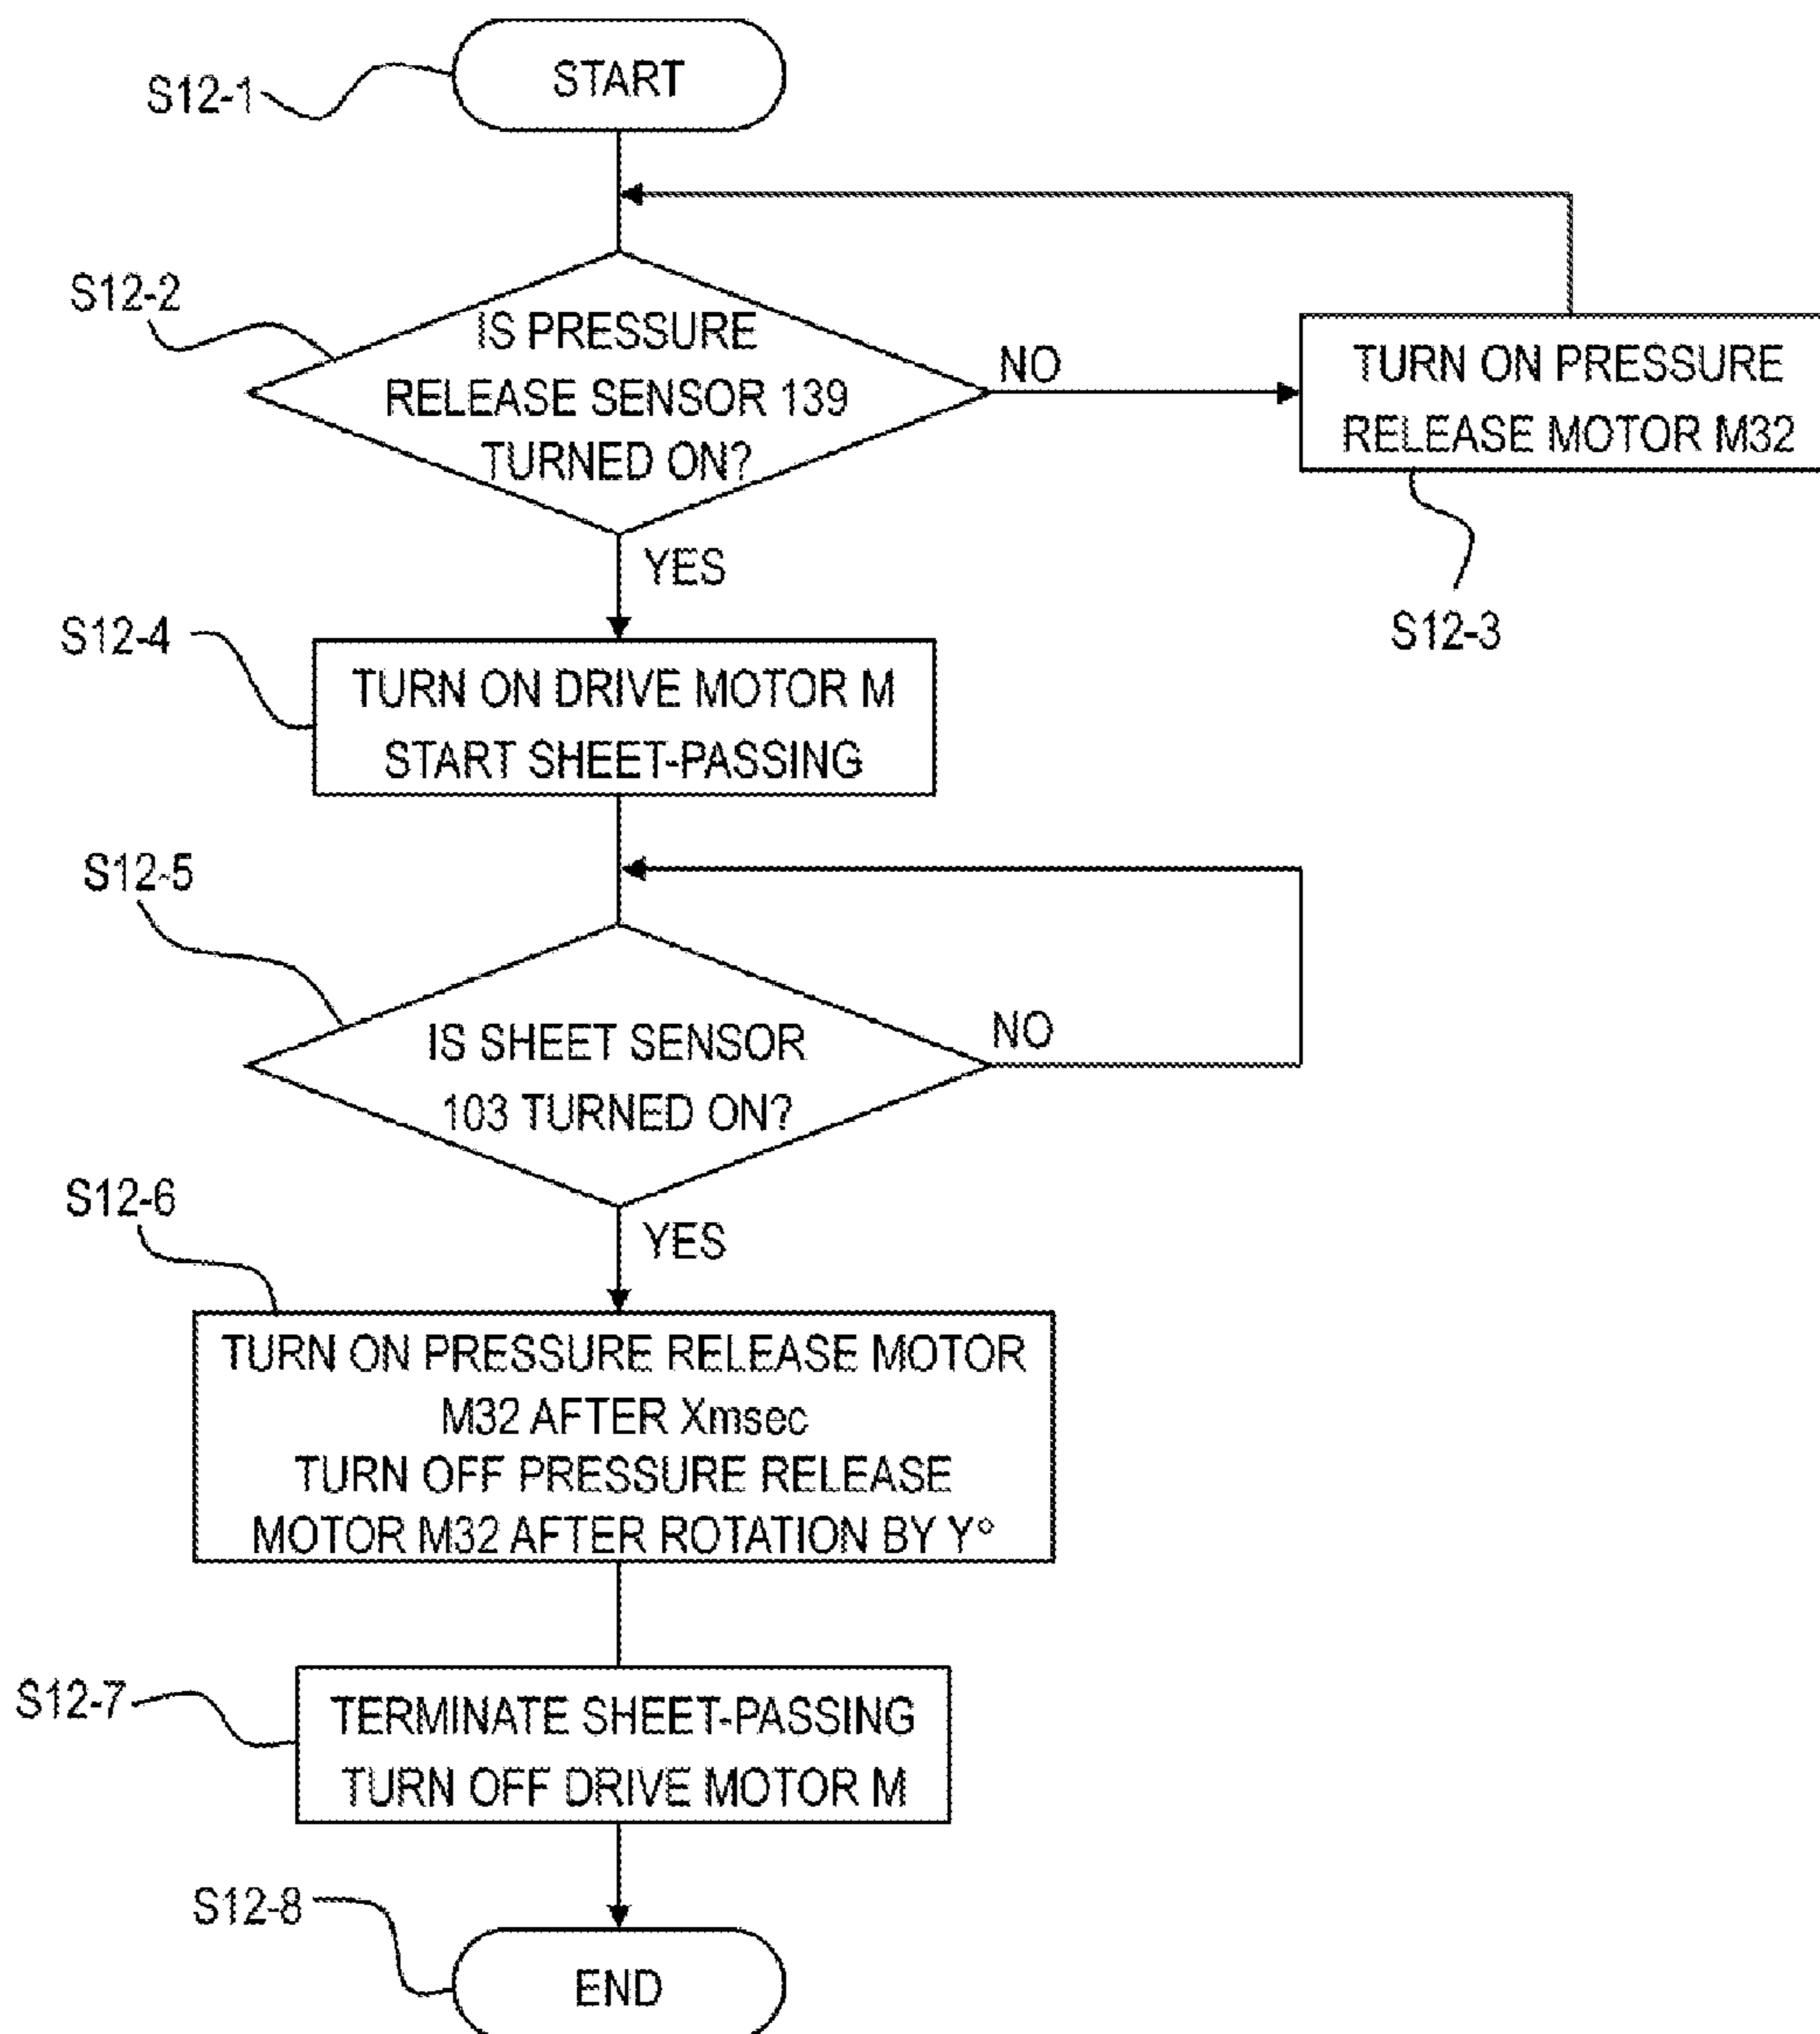 S12-1
START
S12-2
IS PRESSURE
RELEASE SENSOR 139
TURNED ON?
NO
TURN ON PRESSURE
RELEASE MOTOR M32
S12-3
YES
S12-4
TURN ON DRIVE MOTOR M
START SHEET-PASSING
S12-5
IS SHEET SENSOR
103 TURNED ON?
NO
S12-6
YES
TURN ON PRESSURE RELEASE MOTOR
M32 AFTER Xmsec
TURN OFF PRESSURE RELEASE
MOTOR M32 AFTER ROTATION BY Y°
S12-7
TERMINATE SHEET-PASSING
TURN OFF DRIVE MOTOR M
S12-8
END